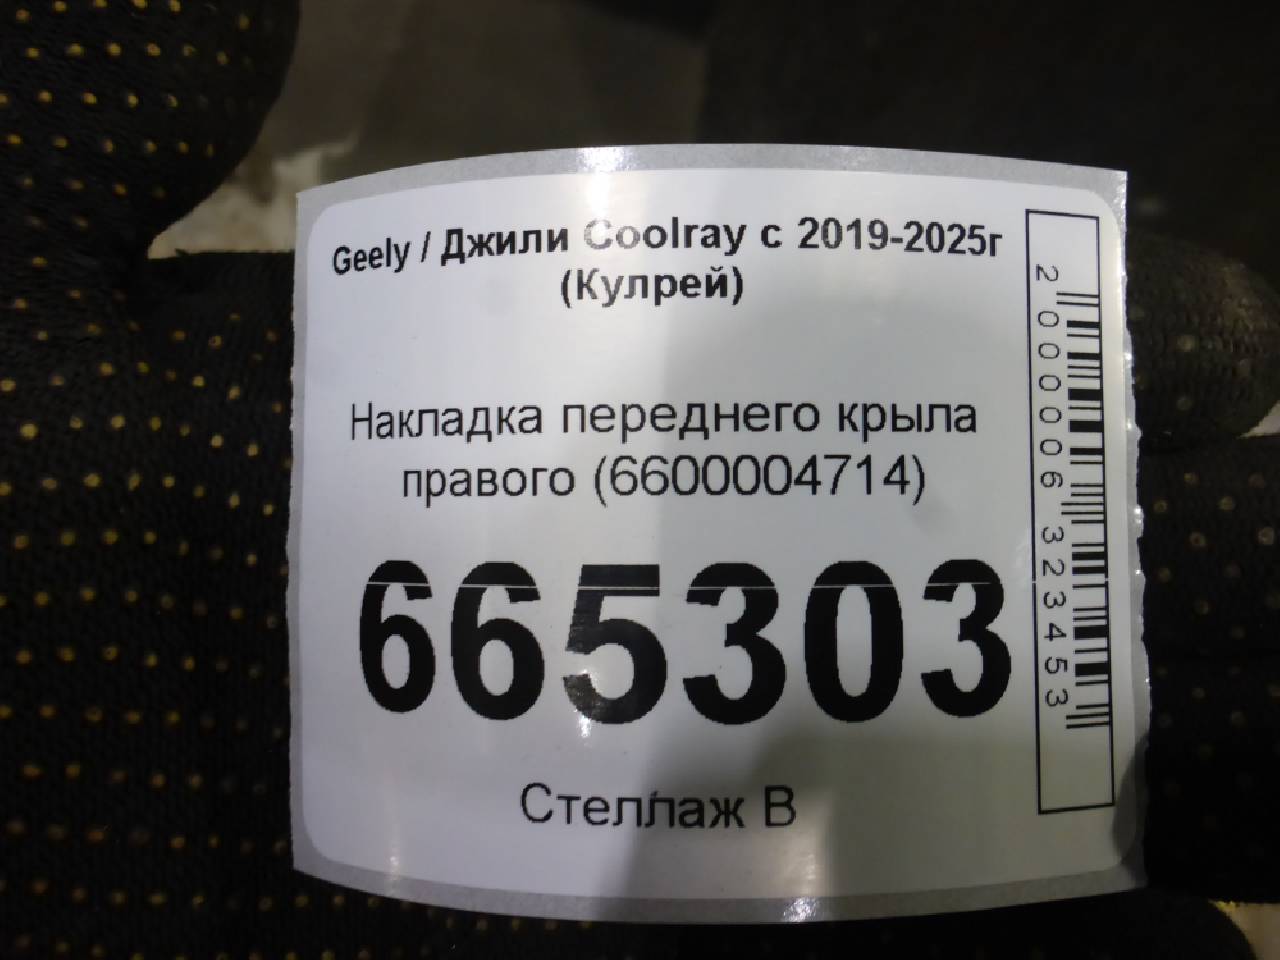 Geely / Джили Coolray с 2019-2025г
(Кулрей)
Накладка переднего крыла
правого (6600004714)
665303
Стеллаж В
2000006323453